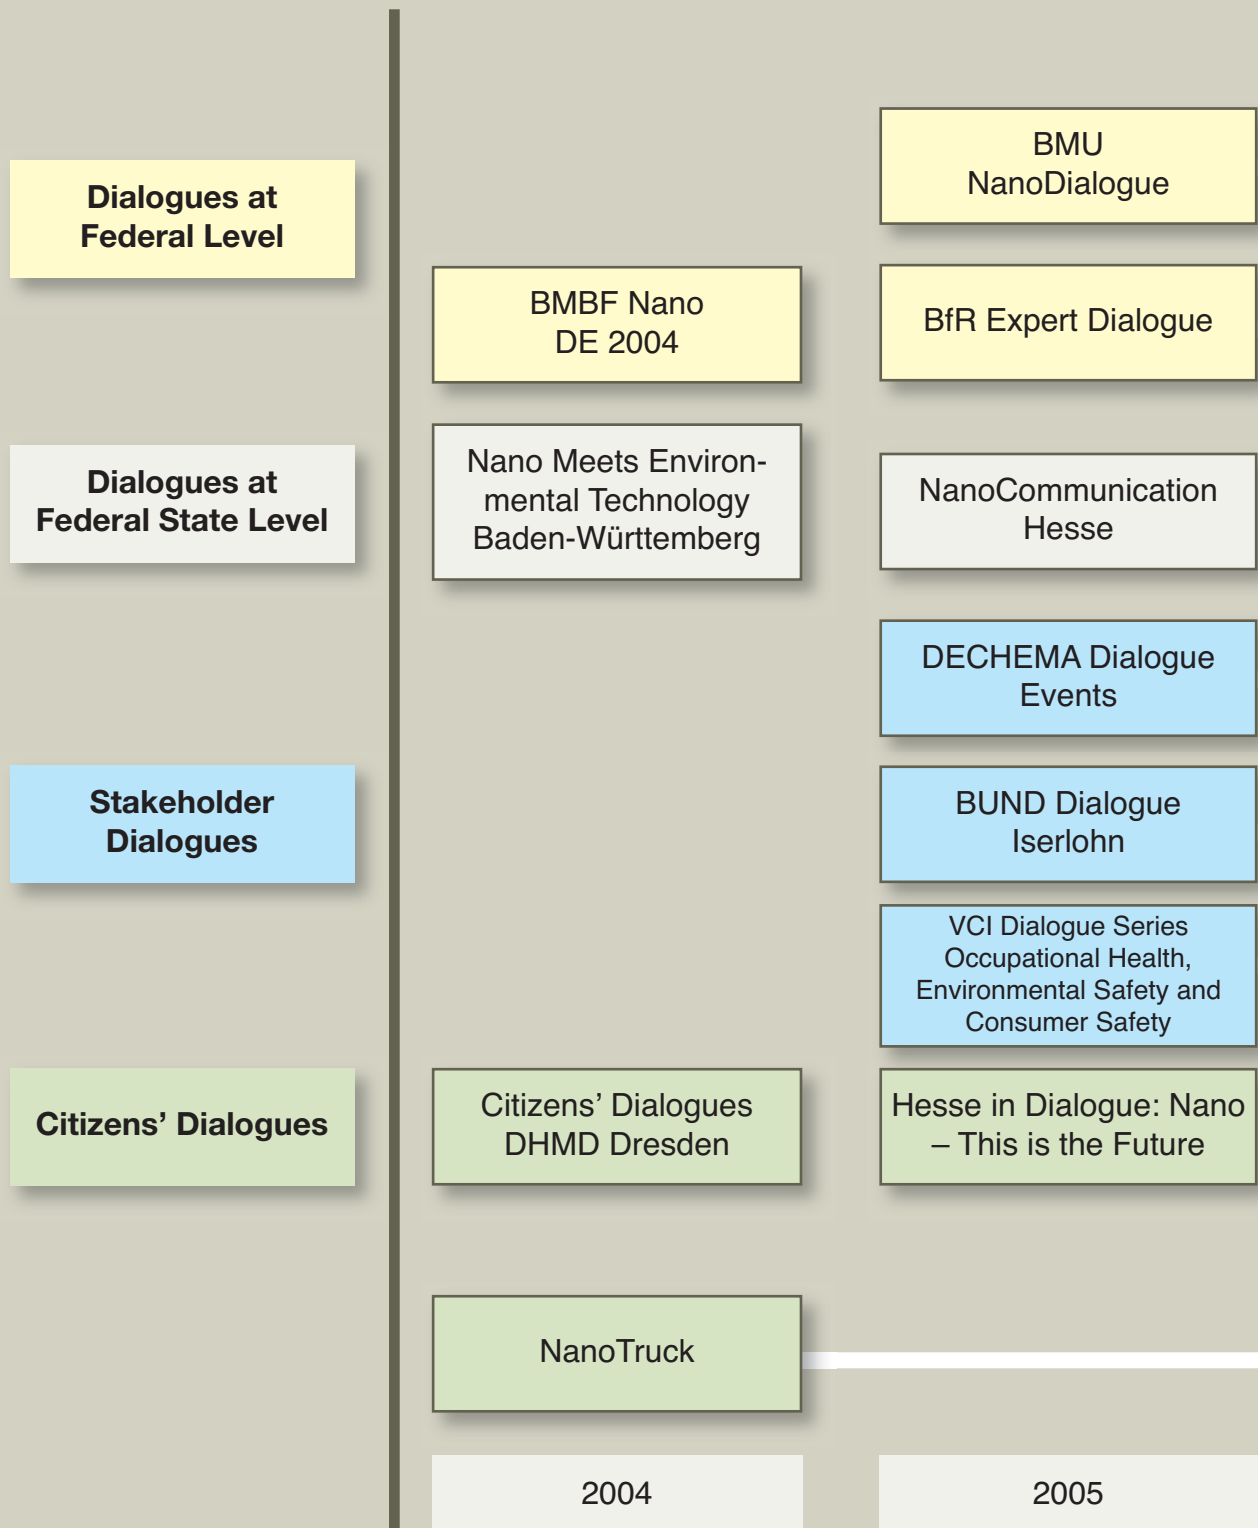 Dialogues at
Federal Level
Dialogues at
Federal State Level
Stakeholder
Dialogues
Citizens’ Dialogues
BMBF Nano
DE 2004
Nano Meets Environ-
mental Technology
Baden-Württemberg
Citizens’ Dialogues
DHMD Dresden
NanoTruck
2004
BMU
NanoDialogue
BfR Expert Dialogue
NanoCommunication
Hesse
DECHEMA Dialogue
Events
BUND Dialogue
Iserlohn
VCI Dialogue Series
Occupational Health,
Environmental Safety and
Consumer Safety
Hesse in Dialogue: Nano
– This is the Future
2005